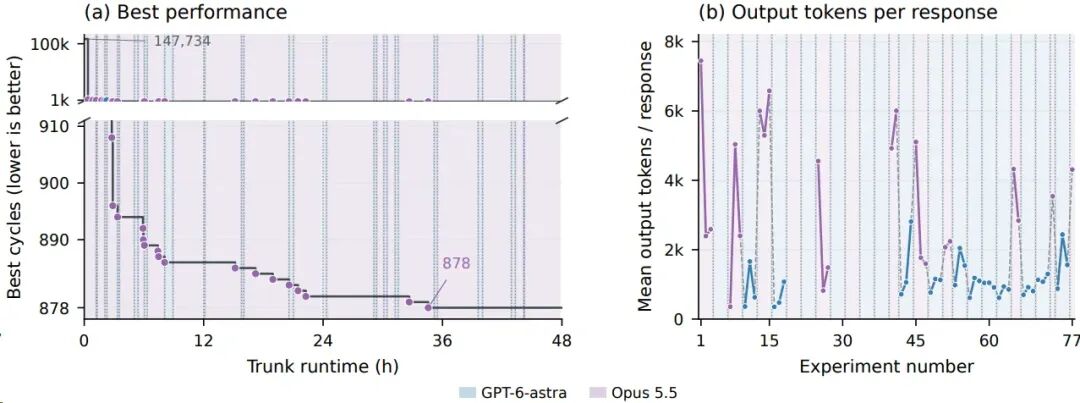 (a) Best performance
100k
147,734
1k
910
900
890
878
878
Best cycles (lower is better)
0
12
24
36
48
Trunk runtime (h)
(b) Output tokens per response
8k
6k
4k
2k
0
Mean output tokens / response
1
15
30
45
60
77
Experiment number
GPT-6-astra
Opus 5.5